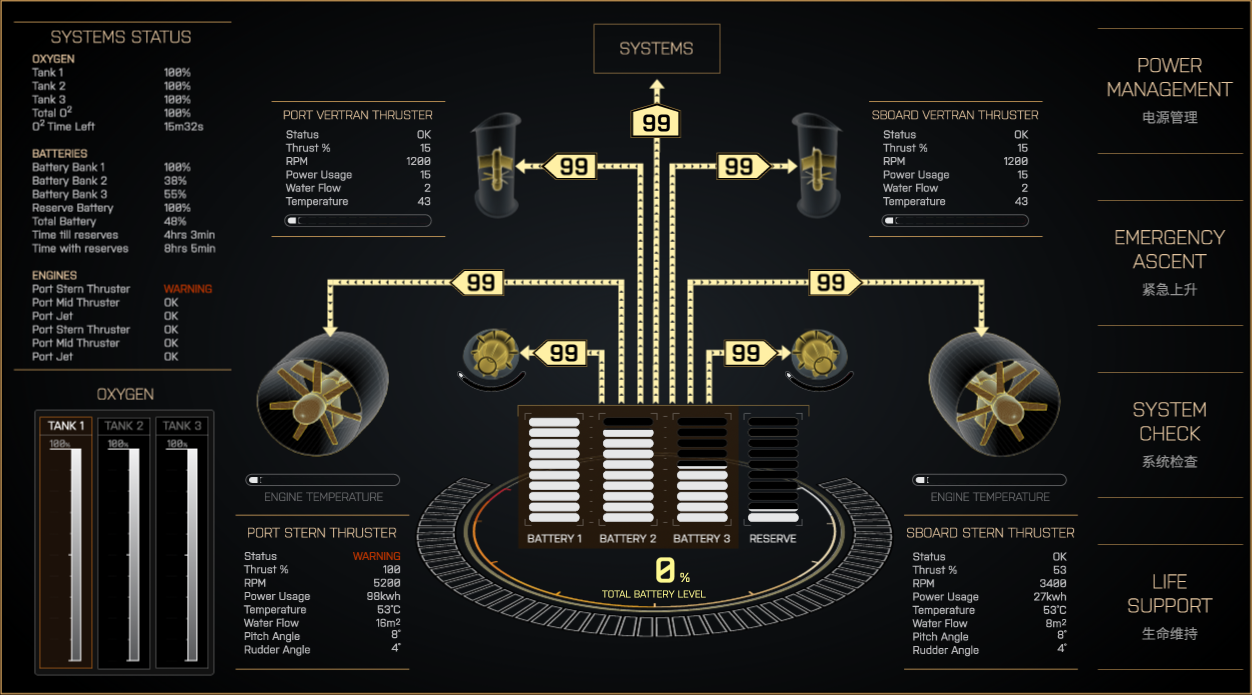 SYSTEMS STATUS
OXYGEN
Tank 1 100%
Tank 2 100%
Tank 3 100%
Total O2 100%
O2 Time Left 15m32s
BATTERIES
Battery Bank 1 100%
Battery Bank 2 38%
Battery Bank 3 55%
Reserve Battery 100%
Total Battery 48%
Time till reserves 4hrs 3min
Time with reserves 8hrs 5min
ENGINES
Port Stern Thruster WARNING
Port Mid Thruster OK
Port Jet OK
Port Stern Thruster OK
Port Mid Thruster OK
Port Jet OK
OXYGEN
TANK 1 TANK 2 TANK 3
100% 100% 100%
SYSTEMS
99
99
99
99
99
99
99
PORT VERTRAN THRUSTER
Status OK
Thrust % 15
RPM 1200
Power Usage 15
Water Flow 2
Temperature 43
SBOARD VERTRAN THRUSTER
Status OK
Thrust % 15
RPM 1200
Power Usage 15
Water Flow 2
Temperature 43
ENGINE TEMPERATURE
PORT STERN THRUSTER
Status WARNING
Thrust % 100
RPM 5200
Power Usage 98kwh
Temperature 53°C
Water Flow 16m2
Pitch Angle 8°
Rudder Angle 4°
BATTERY 1 BATTERY 2 BATTERY 3 RESERVE
0 %
TOTAL BATTERY LEVEL
ENGINE TEMPERATURE
SBOARD STERN THRUSTER
Status OK
Thrust % 53
RPM 3400
Power Usage 27kwh
Temperature 53°C
Water Flow 8m2
Pitch Angle 8°
Rudder Angle 4°
POWER
MANAGEMENT
电源管理
EMERGENCY
ASCENT
紧急上升
SYSTEM
CHECK
系统检查
LIFE
SUPPORT
生命维持